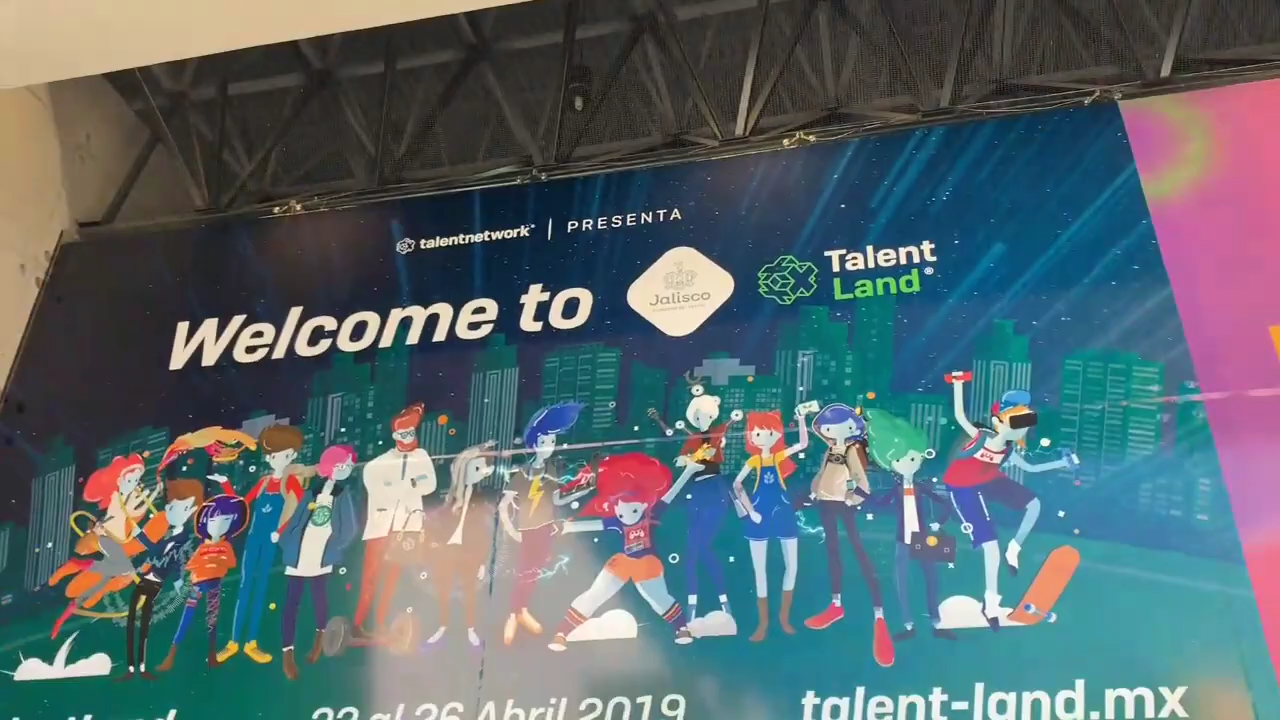 talentnetwork | PRESENTA
Welcome to
Jalisco
Talent
Land®
22 al 26 Abril 2019
talent-land.mx